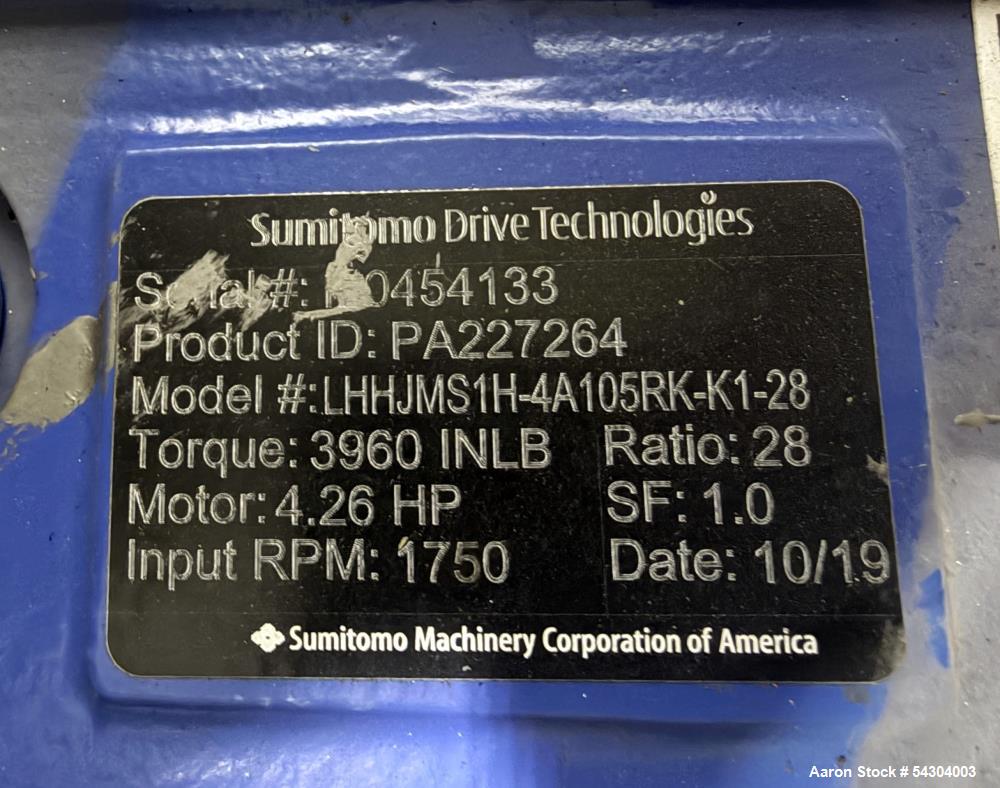 Sumitomo Drive Technologies
Serial #:
Product ID: PA227264
Model #:LHHJMS1H-4A105RK-K1-28
Torque: 3960 INLB Ratio: 28
Motor: 4.26 HP SF: 1.0
Input RPM: 1750 Date: 10/19
Sumitomo Machinery Corporation of America
Aaron Stock # 54304003